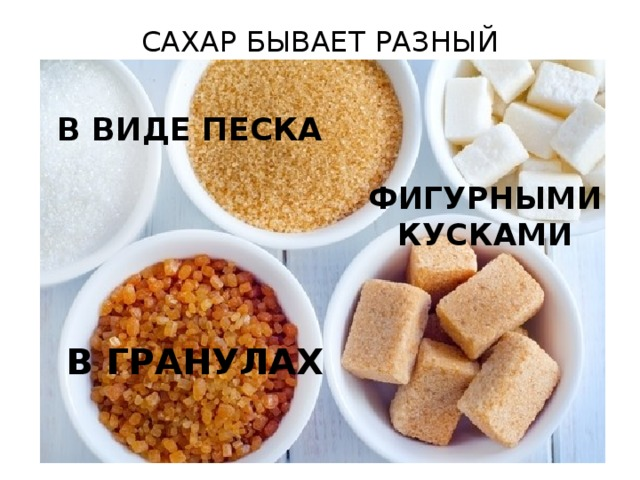 САХАР БЫВАЕТ РАЗНЫЙ
В ВИДЕ ПЕСКА
ФИГУРНЫМИ
КУСКАМИ
В ГРАНУЛАХ